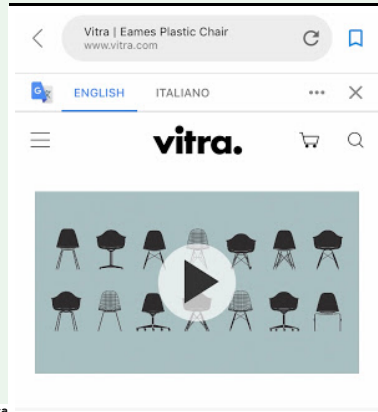 Vitra | Eames Plastic Chair
www.vitra.com
G
ENGLISH ITALIANO
vitra.